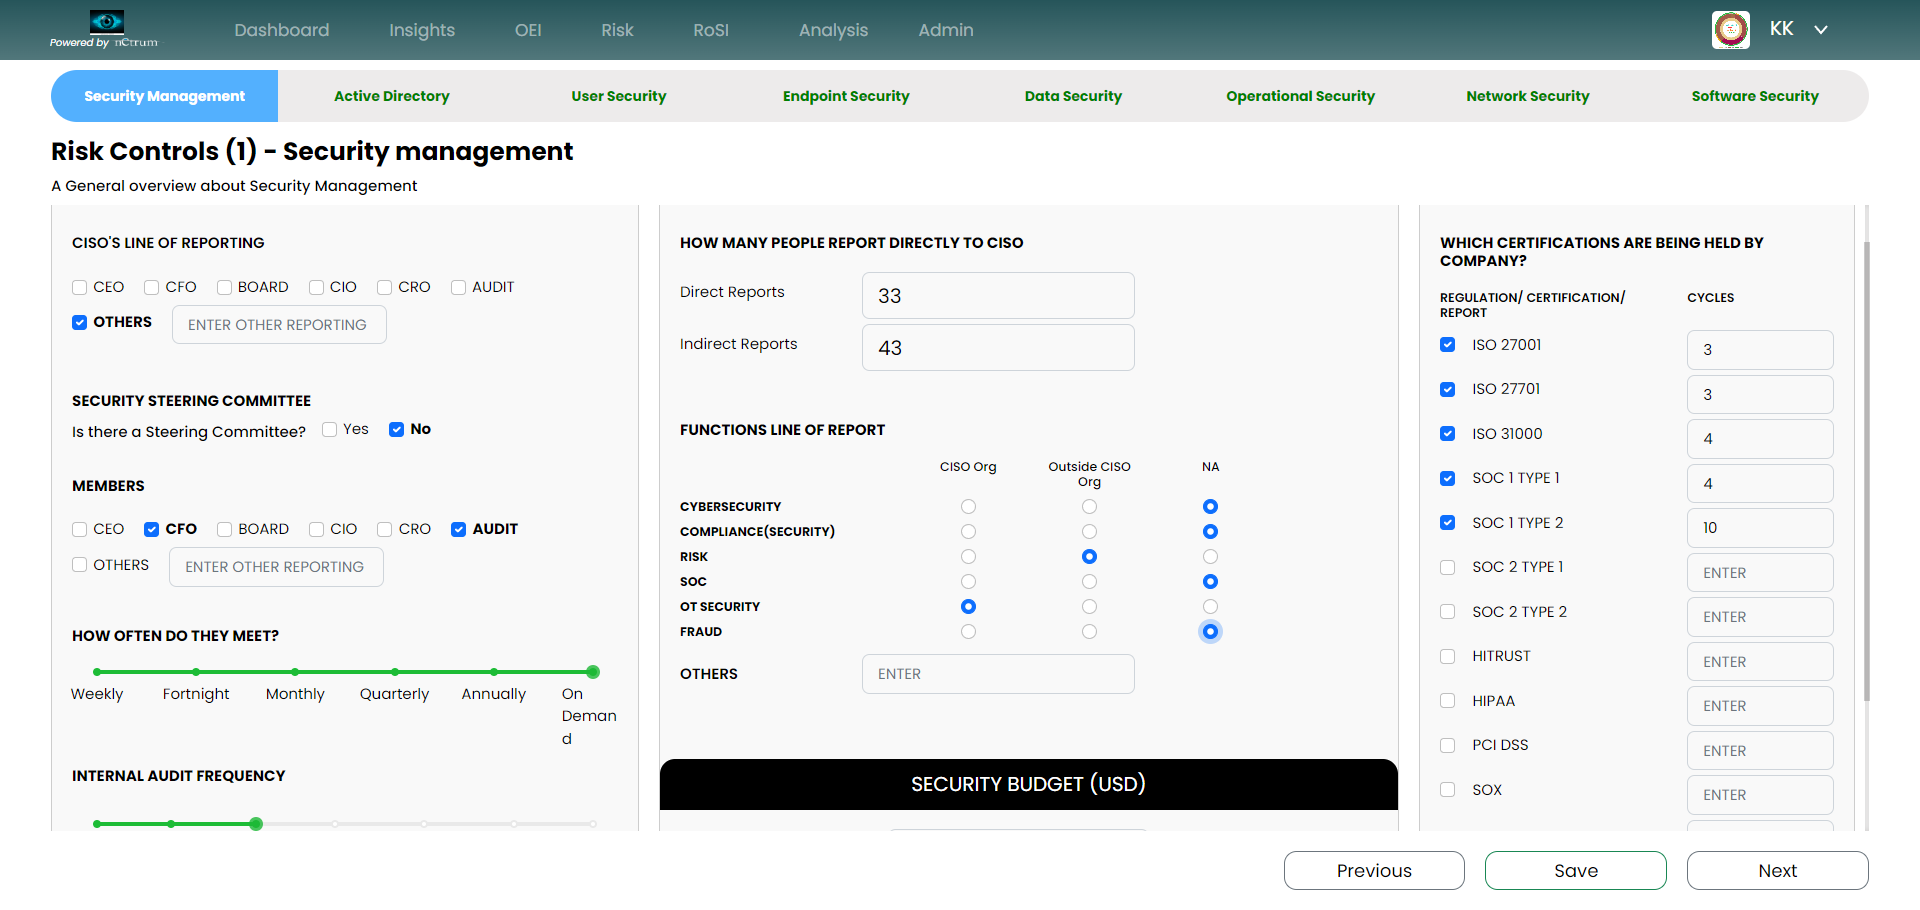 Powered by nCtrum
Dashboard Insights OEI Risk RoSI Analysis Admin
KK
Security Management Active Directory User Security Endpoint Security Data Security Operational Security Network Security Software Security
Risk Controls (1) - Security management
A General overview about Security Management
CISO'S LINE OF REPORTING
CEO CFO BOARD CIO CRO AUDIT
OTHERS ENTER OTHER REPORTING
SECURITY STEERING COMMITTEE
Is there a Steering Committee? Yes No
MEMBERS
CEO CFO BOARD CIO CRO AUDIT
OTHERS ENTER OTHER REPORTING
HOW OFTEN DO THEY MEET?
Weekly Fortnight Monthly Quarterly Annually On
Deman
d
INTERNAL AUDIT FREQUENCY
HOW MANY PEOPLE REPORT DIRECTLY TO CISO
Direct Reports 33
Indirect Reports 43
FUNCTIONS LINE OF REPORT
CISO Org Outside CISO NA
Org
CYBERSECURITY
COMPLIANCE(SECURITY)
RISK
SOC
OT SECURITY
FRAUD
OTHERS ENTER
SECURITY BUDGET (USD)
WHICH CERTIFICATIONS ARE BEING HELD BY
COMPANY?
REGULATION/ CERTIFICATION/ CYCLES
REPORT
ISO 27001 3
ISO 27701 3
ISO 31000 4
SOC 1 TYPE 1 4
SOC 1 TYPE 2 10
SOC 2 TYPE 1 ENTER
SOC 2 TYPE 2 ENTER
HITRUST ENTER
HIPAA ENTER
PCI DSS ENTER
SOX ENTER
Previous Save Next